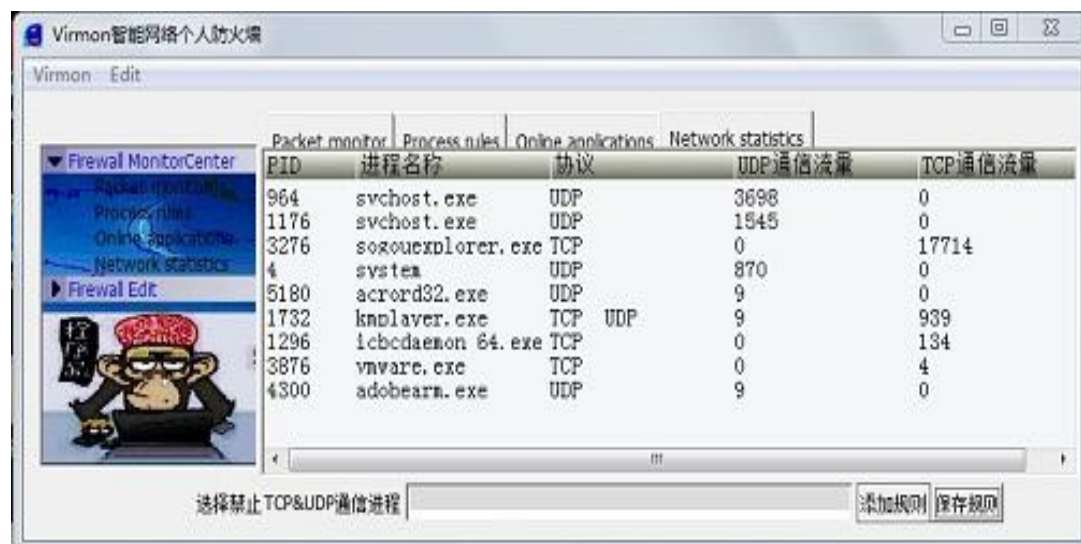 Virmon智能网络个人防火墙
Virmon Edit
Packet monitor Process rules Online applications Network statistics
Firewall MonitorCenter
Packet monitor
Process rules
Online applications
Network statistics
Firewall Edit
PID 进程名称 协议 UDP通信流量 TCP通信流量
964 svchost.exe UDP 3698 0
1176 svchost.exe UDP 1545 0
3276 sogouexplorer.exe TCP 0 17714
4 system UDP 870 0
5180 acrord32.exe UDP 9 0
1732 kmplayer.exe TCP UDP 9 939
1296 icbcdaemon_64.exe TCP 0 134
3876 vmware.exe TCP 0 4
4300 adobearm.exe UDP 9 0
选择禁止TCP&UDP通信进程
添加规则 保存规则